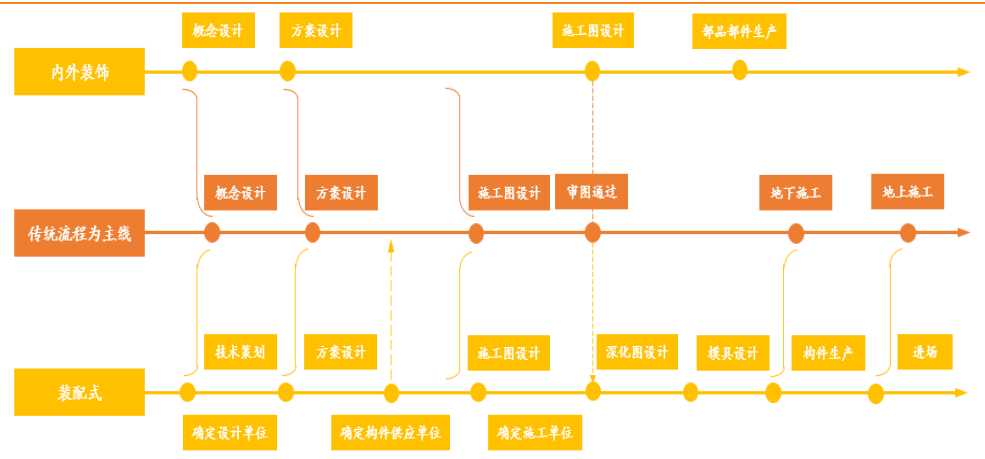 概念设计
方案设计
施工图设计
部品部件生产
内外装饰
概念设计
方案设计
施工图设计
审图通过
地下施工
地上施工
传统流程为主线
技术策划
方案设计
施工图设计
深化图设计
模具设计
构件生产
进场
装配式
确定设计单位
确定构件供应单位
确定施工单位